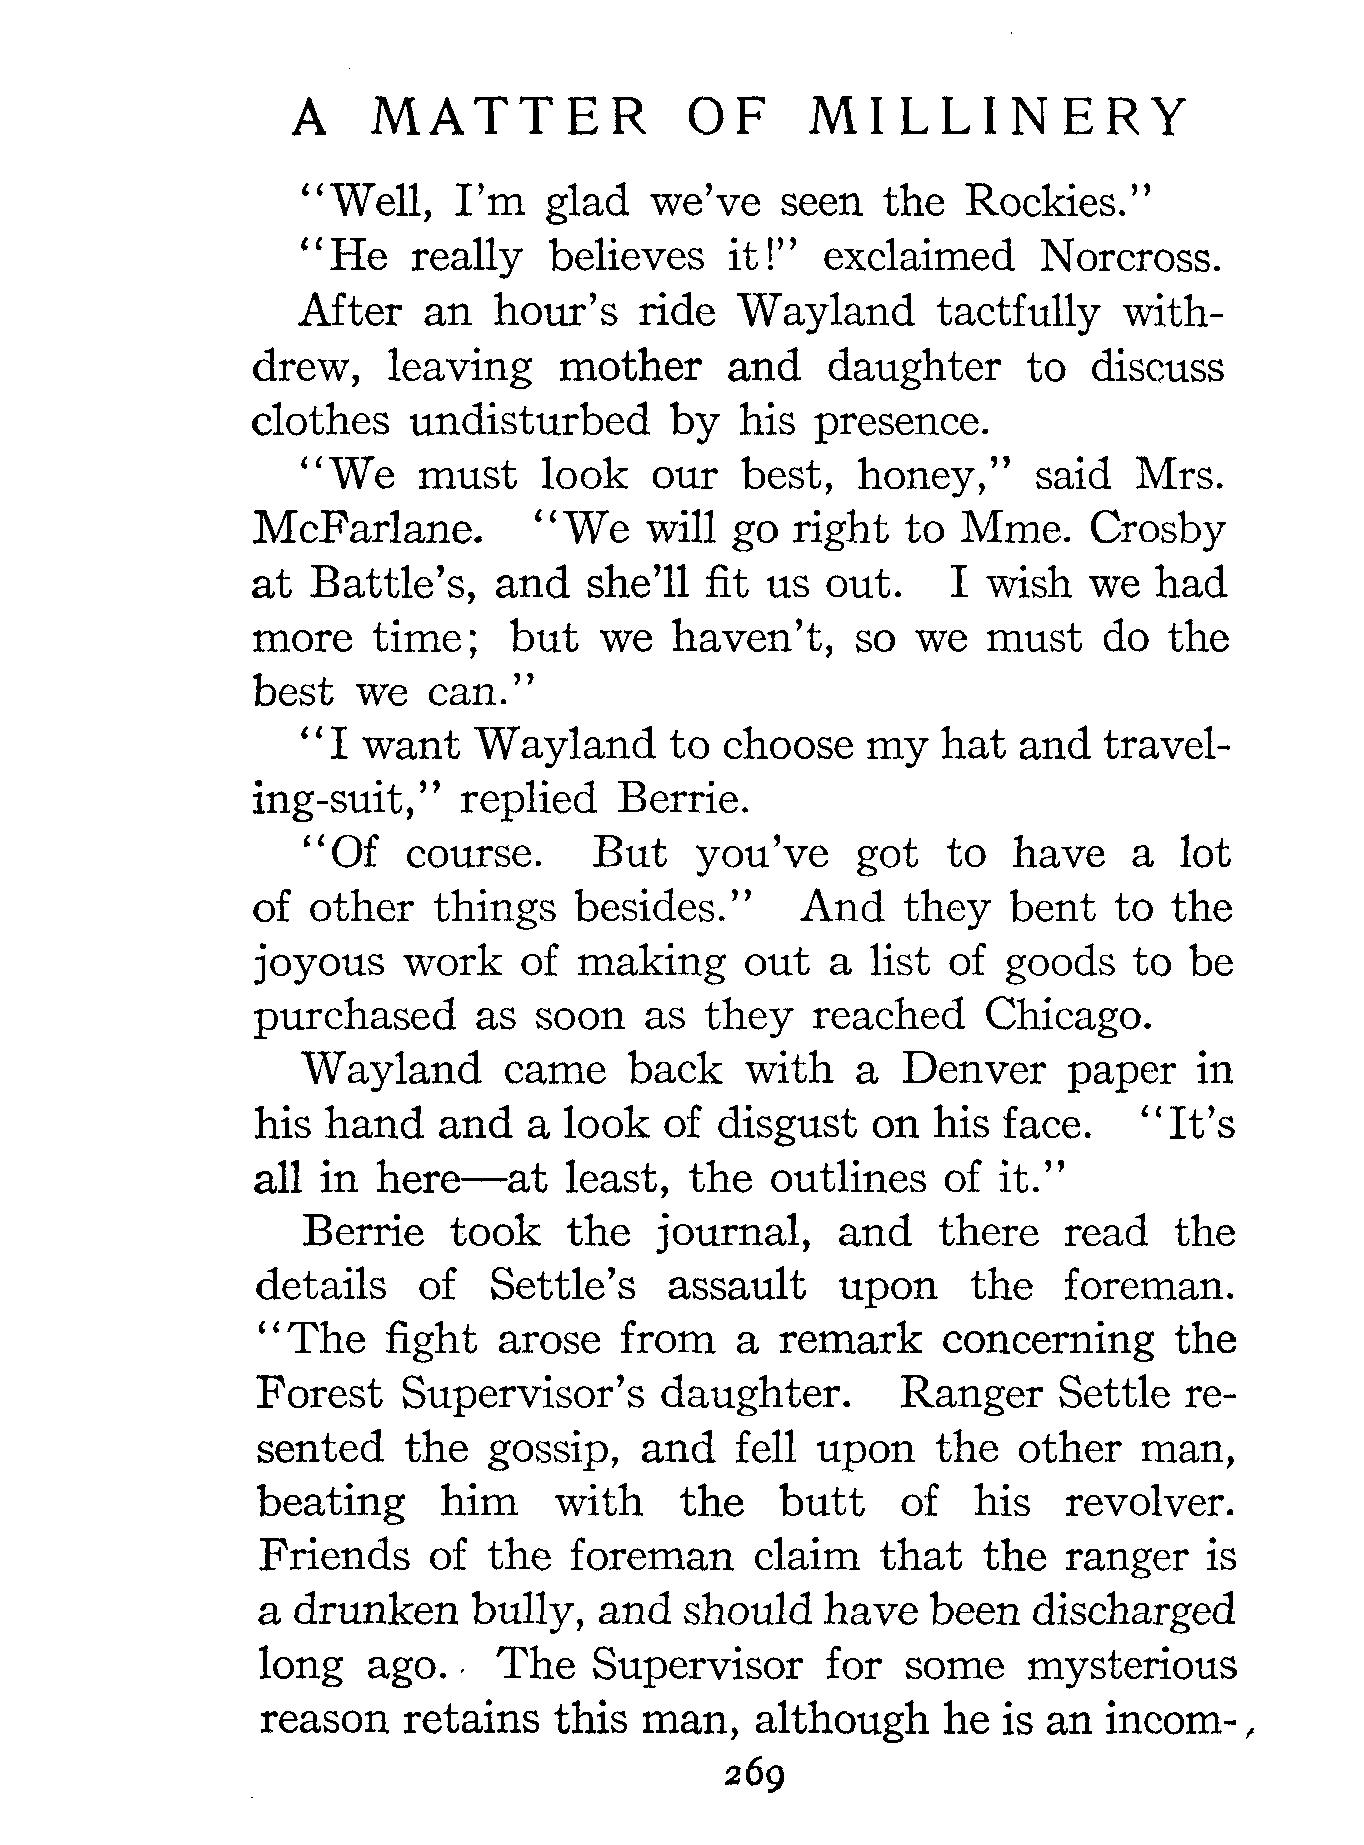 A MATTER OF MILLINERY
"Well, I'm glad we've seen the Rockies."
"He really believes it!" exclaimed Norcross.
After an hour's ride Wayland tactfully with-
drew, leaving mother and daughter to discuss
clothes undisturbed by his presence.
"We must look our best, honey," said Mrs.
McFarlane. "We will go right to Mme. Crosby
at Battle's, and she'll fit us out. I wish we had
more time; but we haven't, so we must do the
best we can."
"I want Wayland to choose my hat and travel-
ing-suit," replied Berrie.
"Of course. But you've got to have a lot
of other things besides." And they bent to the
joyous work of making out a list of goods to be
purchased as soon as they reached Chicago.
Wayland came back with a Denver paper in
his hand and a look of disgust on his face. "It's
all in here—at least, the outlines of it."
Berrie took the journal, and there read the
details of Settle's assault upon the foreman.
"The fight arose from a remark concerning the
Forest Supervisor's daughter. Ranger Settle re-
sented the gossip, and fell upon the other man,
beating him with the butt of his revolver.
Friends of the foreman claim that the ranger is
a drunken bully, and should have been discharged
long ago. The Supervisor for some mysterious
reason retains this man, although he is an incom-
269